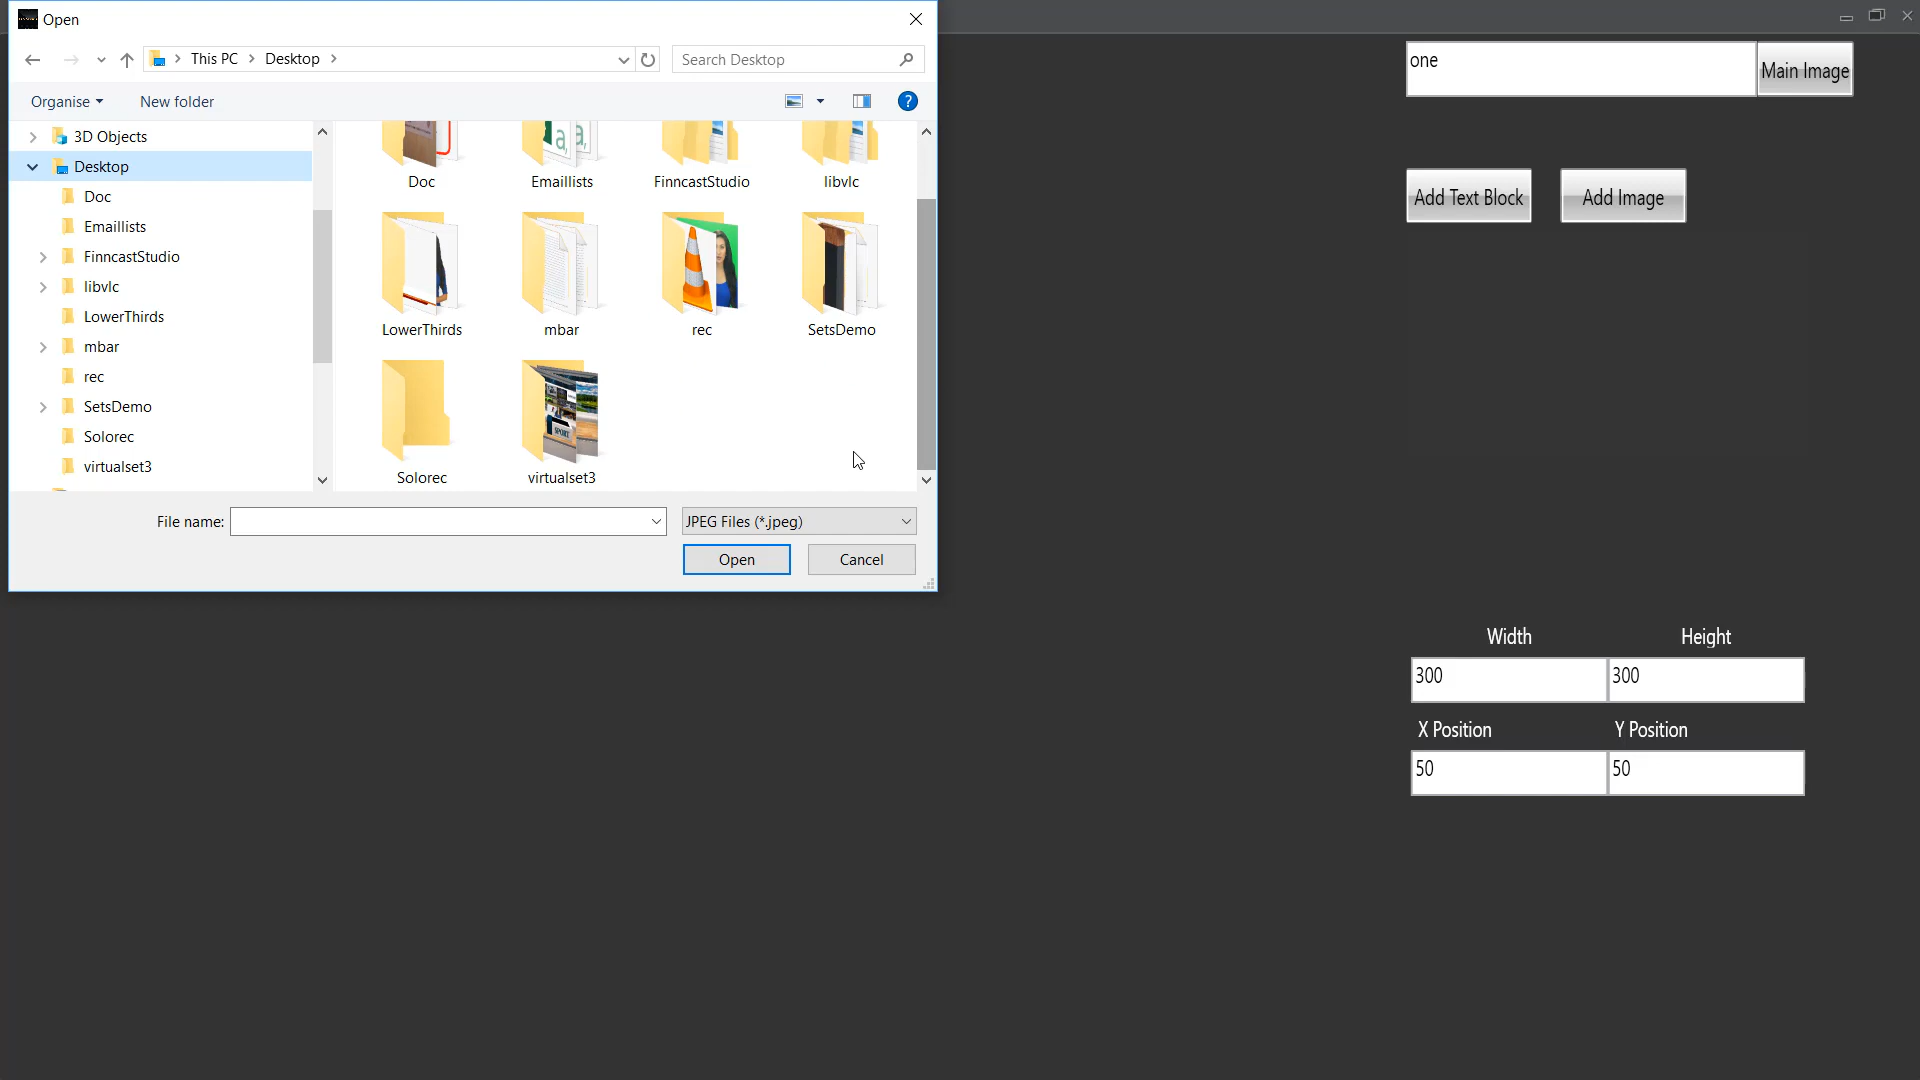 Open
This PC
Desktop
Search Desktop
Organise
New folder
?
3D Objects
Desktop
Doc
Emaillists
FinncastStudio
libvlc
LowerThirds
mbar
rec
SetsDemo
Solorec
virtualset3
Doc
Emaillists
FinncastStudio
libvlc
LowerThirds
mbar
rec
SetsDemo
SPORT
Solorec
virtualset3
File name:
JPEG Files (*.jpeg)
Open
Cancel
one
Main Image
Add Text Block
Add Image
Width
Height
300
300
X Position
Y Position
50
50